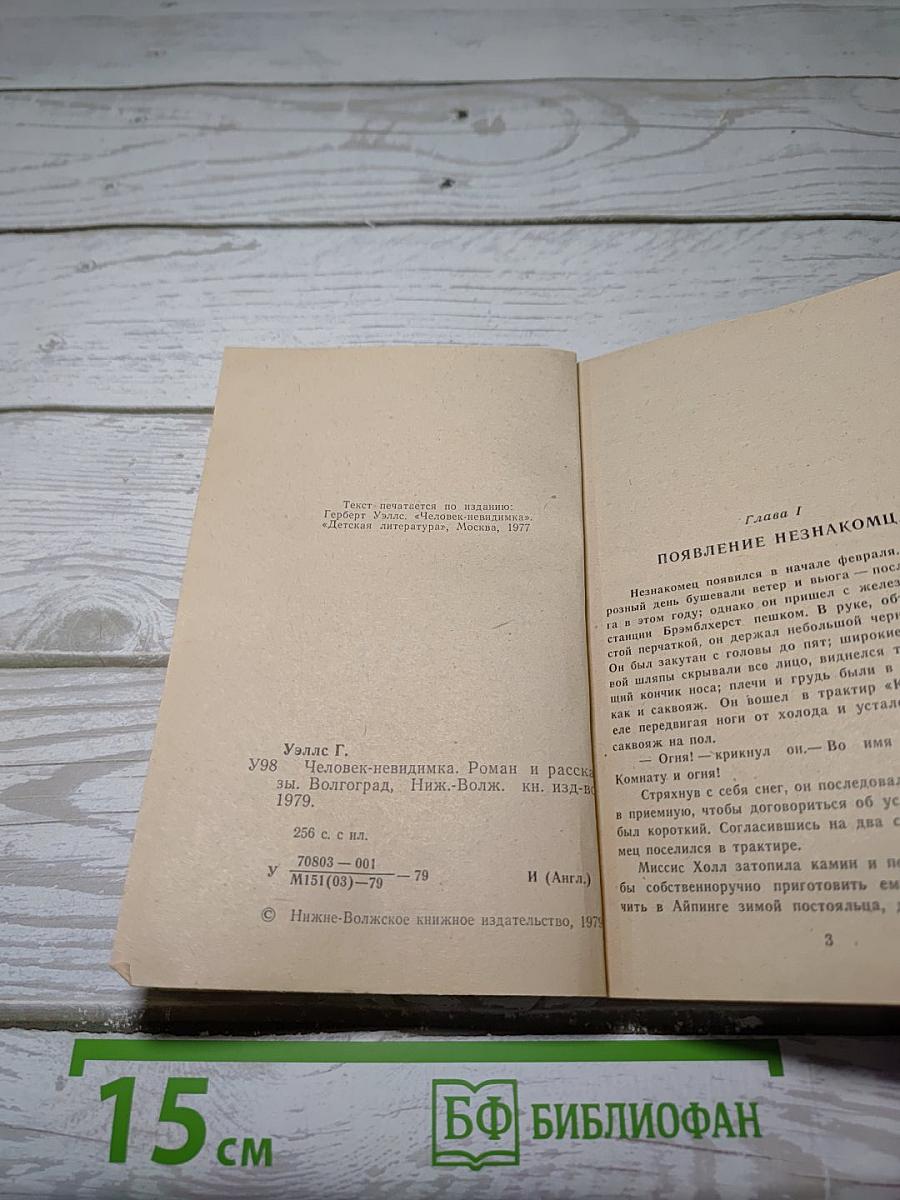 Текст печатается по изданию:
Герберт Уэллс. «Человек-невидимка».
«Детская литература», Москва, 1977
Уэллс Г.
У98 Человек-невидимка. Роман и расска
зы. Волгоград, Ниж.-Волж. кн. изд-во
1979.
256 с. с ил.
У 70803—001
М151(03)—79 —79 И (Англ.)
© Нижне-Волжское книжное издательство, 1979
Глава I
ПОЯВЛЕНИЕ НЕЗНАКОМЦ
Незнакомец появился в начале февраля.
розный день бушевали ветер и вьюга — посл
га в этом году; однако он пришел с желез
станции Брэмблхерст пешком. В руке, об
стой перчаткой, он держал небольшой черн
Он был закутан с головы до пят; широкие
вой шляпы скрывали все лицо, виднелся т
щий кончик носа; плечи и грудь были в
как и саквояж. Он вошел в трактир «К
еле передвигая ноги от холода и устало
саквояж на пол.
— Огня! — крикнул он.— Во имя
Комнату и огня!
Стряхнув с себя снег, он последовал
в приемную, чтобы договориться об ус
был короткий. Согласившись на два с
мец поселился в трактире.
Миссис Холл затопила камин и по
бы собственноручно приготовить ем
чить в Айпинге зимой постояльца, д
3
15 см
БФ БИБЛИОФАН